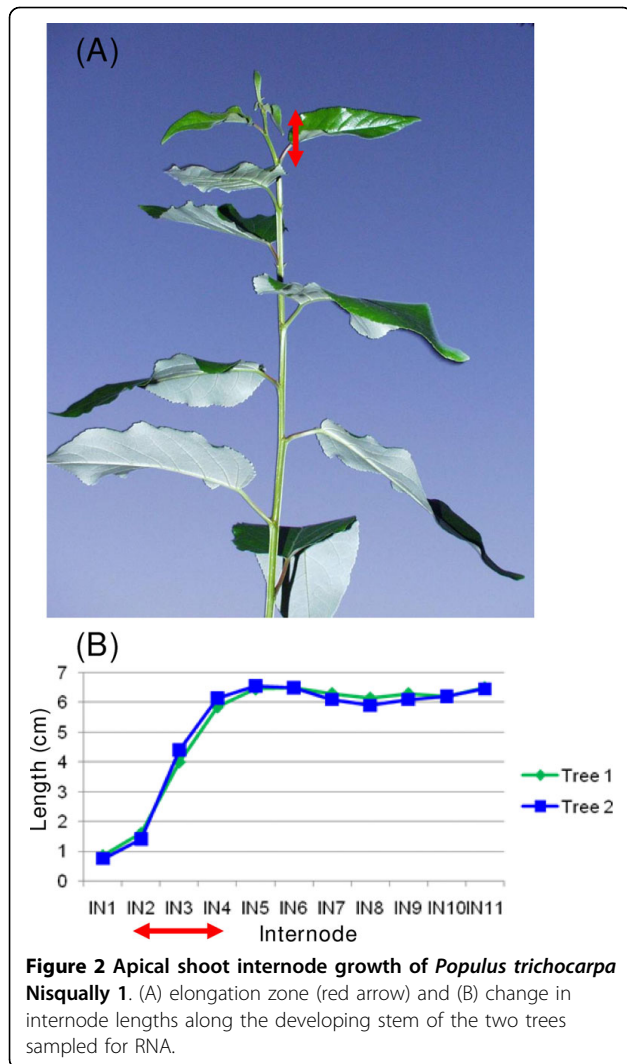 (A)
(B)
Length (cm)
7
6
5
4
3
2
1
0
IN1 IN2 IN3 IN4 IN5 IN6 IN7 IN8 IN9 IN10 IN11
Internode
Tree 1
Tree 2
Figure 2 Apical shoot internode growth of Populus trichocarpa
Nisqually 1. (A) elongation zone (red arrow) and (B) change in
internode lengths along the developing stem of the two trees
sampled for RNA.